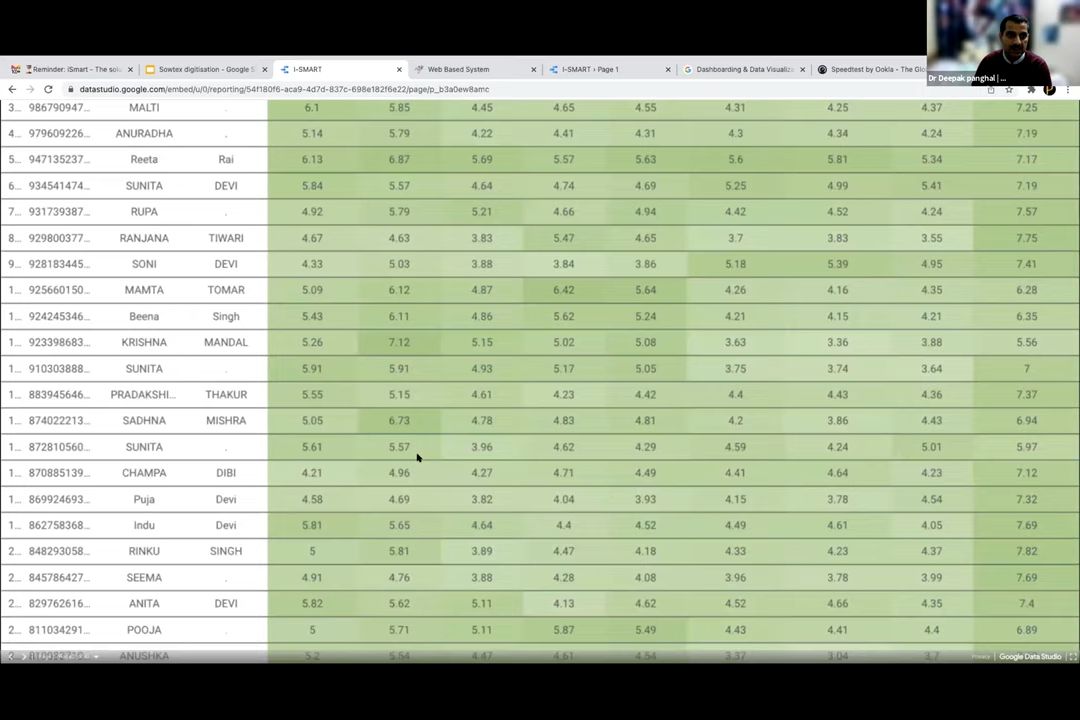 Dr Deepak panghal | ...
Reminder: iSmart - The solu
Sowtex digitisation - Google S
I-SMART
Web Based System
I-SMART › Page 1
Dashboarding & Data Visualiz
Speedtest by Ookla - The Glo
datastudio.google.com/embed/u/0/reporting/54f180f6-aca9-4d7d-837c-698e182f6e22/page/p_b3a0ew8amc
3... 986790947... MALTI 6.1 5.85 4.45 4.65 4.55 4.31 4.25 4.37 7.25
4... 979609226... ANURADHA . 5.14 5.79 4.22 4.41 4.31 4.3 4.34 4.24 7.19
5... 947135237... Reeta Rai 6.13 6.87 5.69 5.57 5.63 5.6 5.81 5.34 7.17
6... 934541474... SUNITA DEVI 5.84 5.57 4.64 4.74 4.69 5.25 4.99 5.41 7.19
7... 931739387... RUPA . 4.92 5.79 5.21 4.66 4.94 4.42 4.52 4.24 7.57
8... 929800377... RANJANA TIWARI 4.67 4.63 3.83 5.47 4.65 3.7 3.83 3.55 7.75
9... 928183445... SONI DEVI 4.33 5.03 3.88 3.84 3.86 5.18 5.39 4.95 7.41
1... 925660150... MAMTA TOMAR 5.09 6.12 4.87 6.42 5.64 4.26 4.16 4.35 6.28
1... 924245346... Beena Singh 5.43 6.11 4.86 5.62 5.24 4.21 4.15 4.21 6.35
1... 923398683... KRISHNA MANDAL 5.26 7.12 5.15 5.02 5.08 3.63 3.36 3.88 5.56
1... 910303888... SUNITA . 5.91 5.91 4.93 5.17 5.05 3.75 3.74 3.64 7
1... 883945646... PRADAKSHI... THAKUR 5.55 5.15 4.61 4.23 4.42 4.4 4.43 4.36 7.37
1... 874022213... SADHNA MISHRA 5.05 6.73 4.78 4.83 4.81 4.2 3.86 4.43 6.94
1... 872810560... SUNITA . 5.61 5.57 3.96 4.62 4.29 4.59 4.24 5.01 5.97
1... 870885139... CHAMPA DIBI 4.21 4.96 4.27 4.71 4.49 4.41 4.64 4.23 7.12
1... 869924693... Puja Devi 4.58 4.69 3.82 4.04 3.93 4.15 3.78 4.54 7.32
1... 862758368... Indu Devi 5.81 5.65 4.64 4.4 4.52 4.49 4.61 4.05 7.69
2... 848293058... RINKU SINGH 5 5.81 3.89 4.47 4.18 4.33 4.23 4.37 7.82
2... 845786427... SEEMA . 4.91 4.76 3.88 4.28 4.08 3.96 3.78 3.99 7.69
2... 829762616... ANITA DEVI 5.82 5.62 5.11 4.13 4.62 4.52 4.66 4.35 7.4
2... 811034291... POOJA . 5 5.71 5.11 5.87 5.49 4.43 4.41 4.4 6.89
ANUSHKA 5.2 5.54 4.47 4.61 4.54 3.37 3.04 3.7
Privacy Google Data Studio